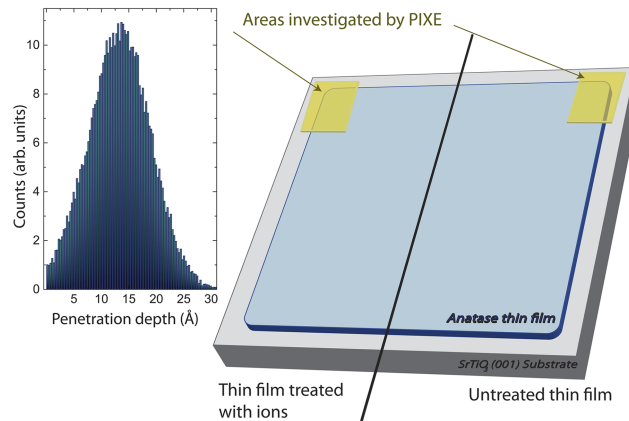 Areas investigated by PIXE
10
8
6
4
2
0
Counts (arb. units)
5
10
15
20
25
30
Penetration depth (Å)
Anatase thin film
SrTiO3 (001) Substrate
Thin film treated
with ions
Untreated thin film